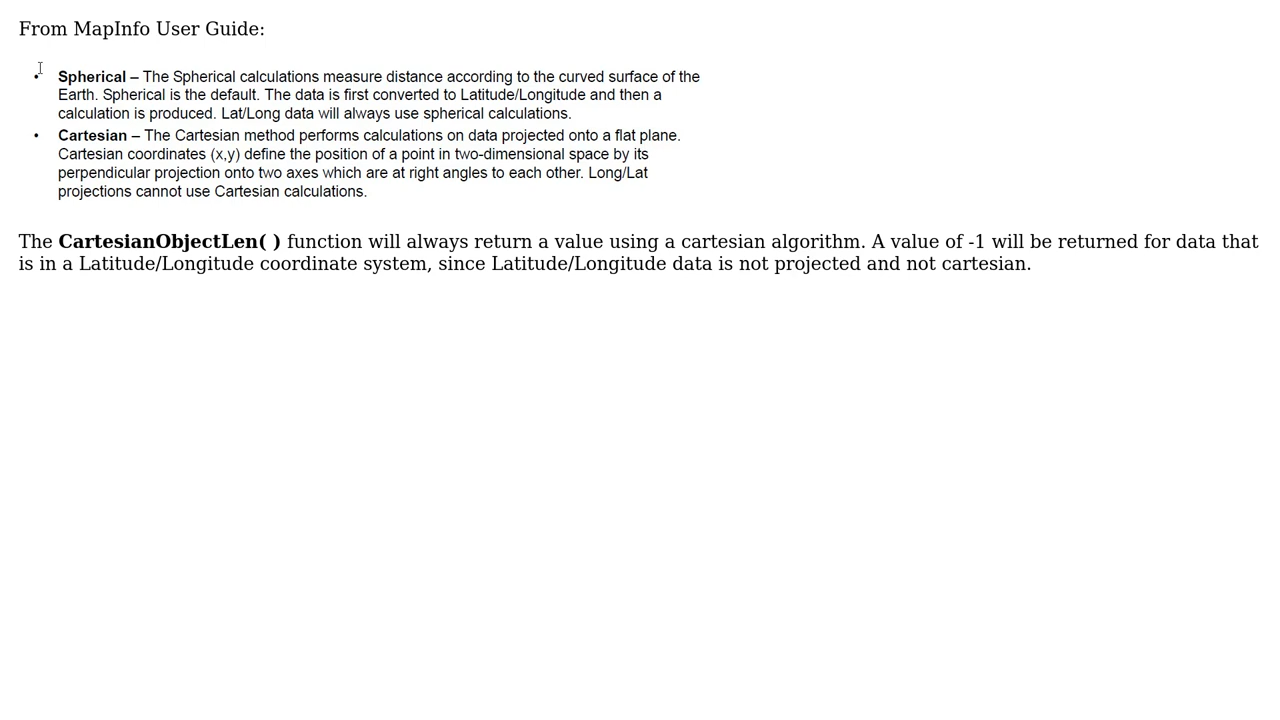 From MapInfo User Guide:
• Spherical – The Spherical calculations measure distance according to the curved surface of the
Earth. Spherical is the default. The data is first converted to Latitude/Longitude and then a
calculation is produced. Lat/Long data will always use spherical calculations.
• Cartesian – The Cartesian method performs calculations on data projected onto a flat plane.
Cartesian coordinates (x,y) define the position of a point in two-dimensional space by its
perpendicular projection onto two axes which are at right angles to each other. Long/Lat
projections cannot use Cartesian calculations.
The CartesianObjectLen( ) function will always return a value using a cartesian algorithm. A value of -1 will be returned for data that
is in a Latitude/Longitude coordinate system, since Latitude/Longitude data is not projected and not cartesian.